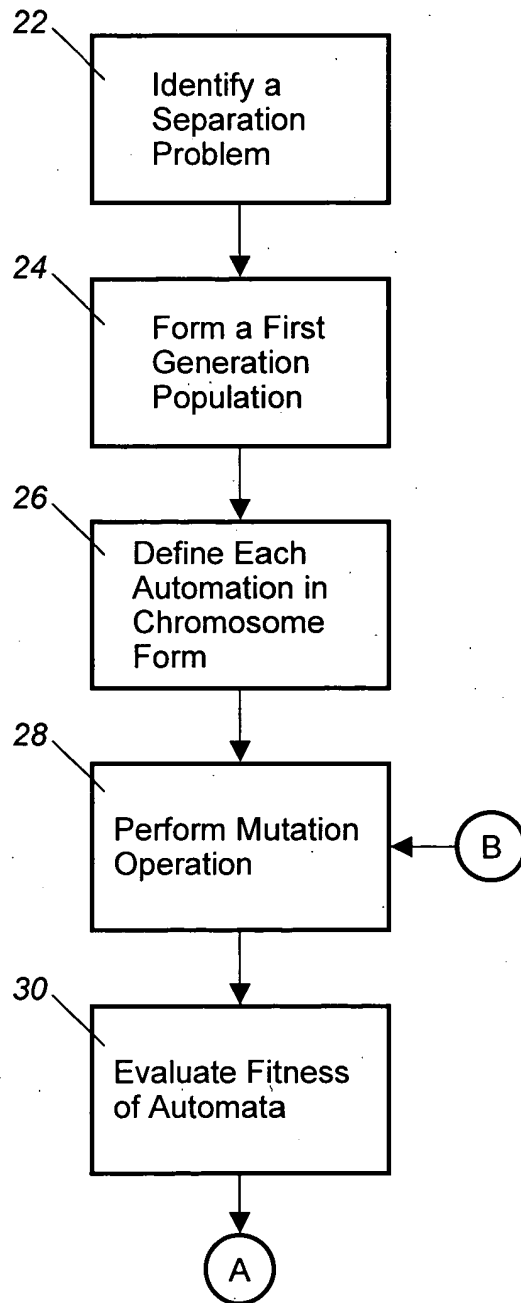 22
Identify a
Separation
Problem
24
Form a First
Generation
Population
26
Define Each
Automation in
Chromosome
Form
28
Perform Mutation
Operation
B
30
Evaluate Fitness
of Automata
A